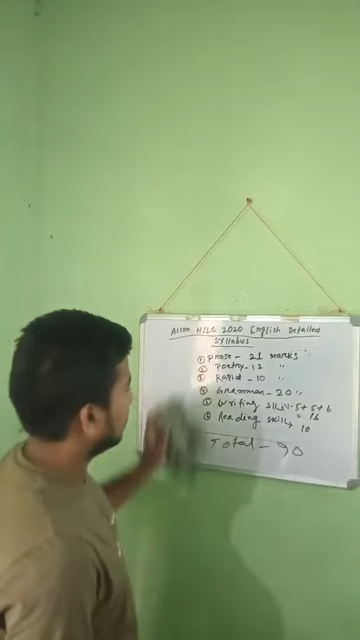 Assam HSLC 2020 English Detailed
Syllabus
① Prose - 21 marks
② Poetry - 12 "
③ Rapid - 10 "
④ Grammar - 20 "
⑤ Writing skill - 5+5+6
= 16
⑥ Reading skill → 10
Total - 90